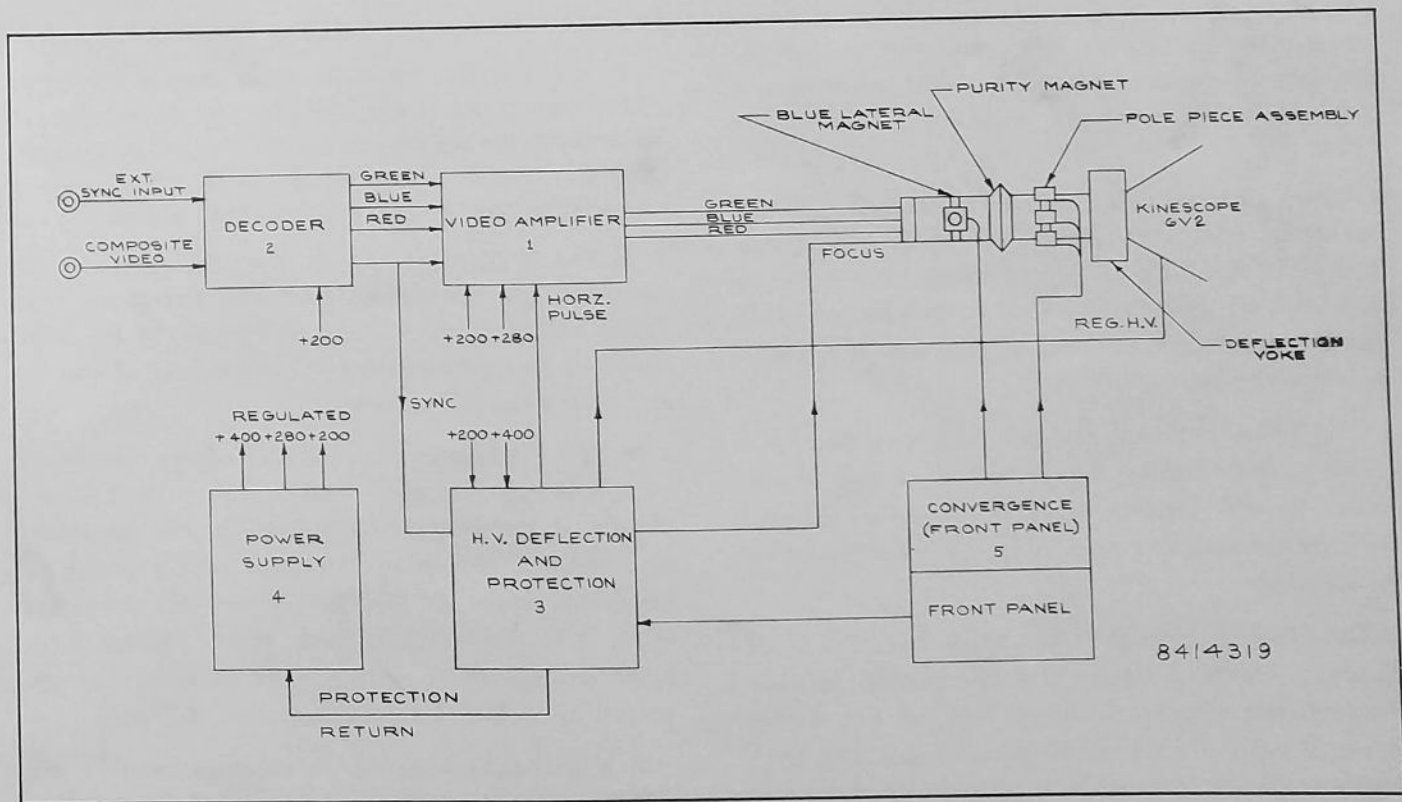 PURITY MAGNET
BLUE LATERAL
MAGNET
POLE PIECE ASSEMBLY
EXT.
SYNC INPUT
GREEN
BLUE
RED
DECODER
2
VIDEO AMPLIFIER
1
GREEN
BLUE
RED
KINESCOPE
6V2
COMPOSITE
VIDEO
FOCUS
HORZ.
PULSE
+200
+200 +280
REG. H.V.
DEFLECTION
YOKE
SYNC
REGULATED
+400 +280 +200
+200 +400
POWER
SUPPLY
4
H.V. DEFLECTION
AND
PROTECTION
3
CONVERGENCE
(FRONT PANEL)
5
FRONT PANEL
8414319
PROTECTION
RETURN